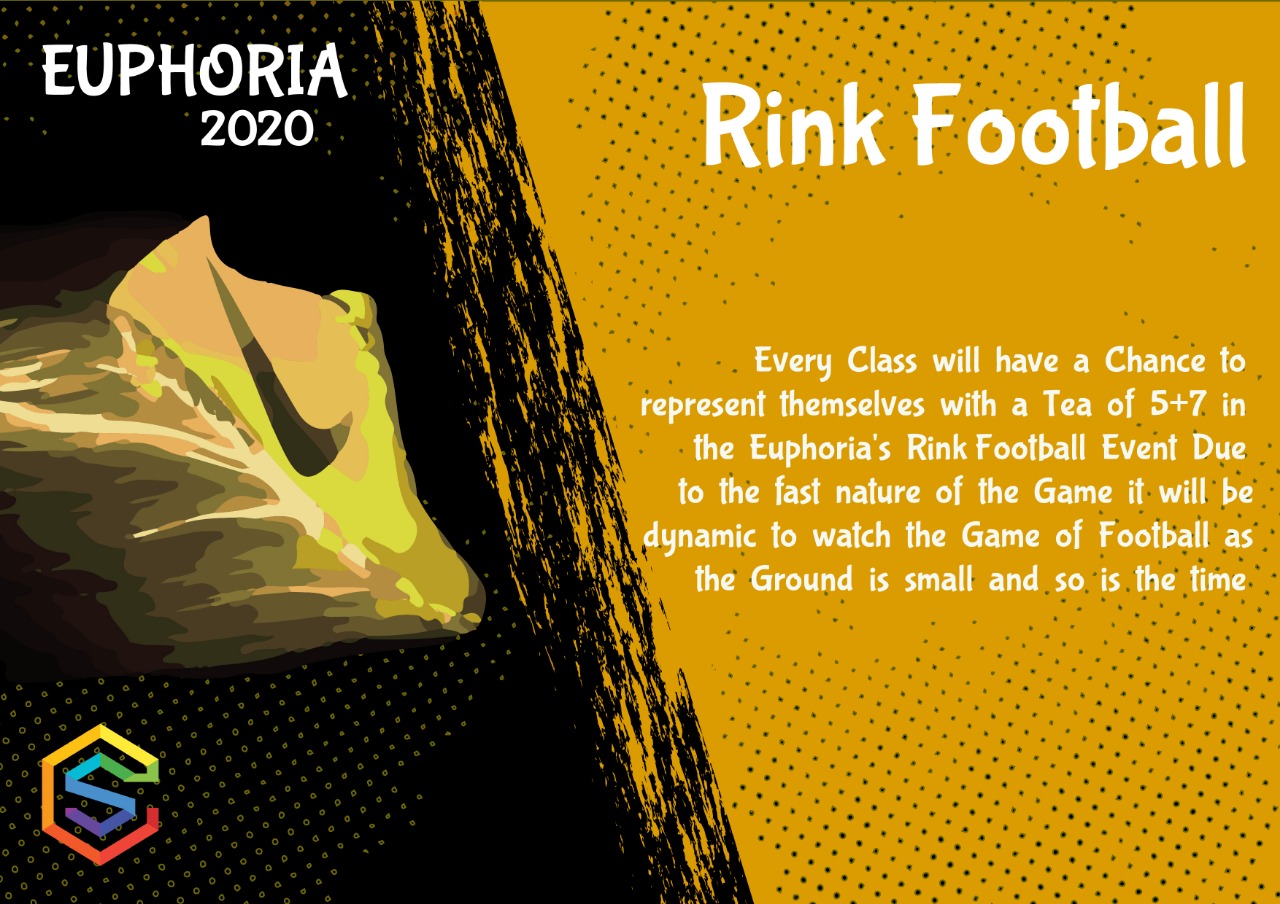 EUPHORIA
2020
Rink Football
Every Class will have a Chance to
represent themselves with a Tea of 5+7 in
the Euphoria's Rink Football Event Due
to the fast nature of the Game it will be
dynamic to watch the Game of Football as
the Ground is small and so is the time